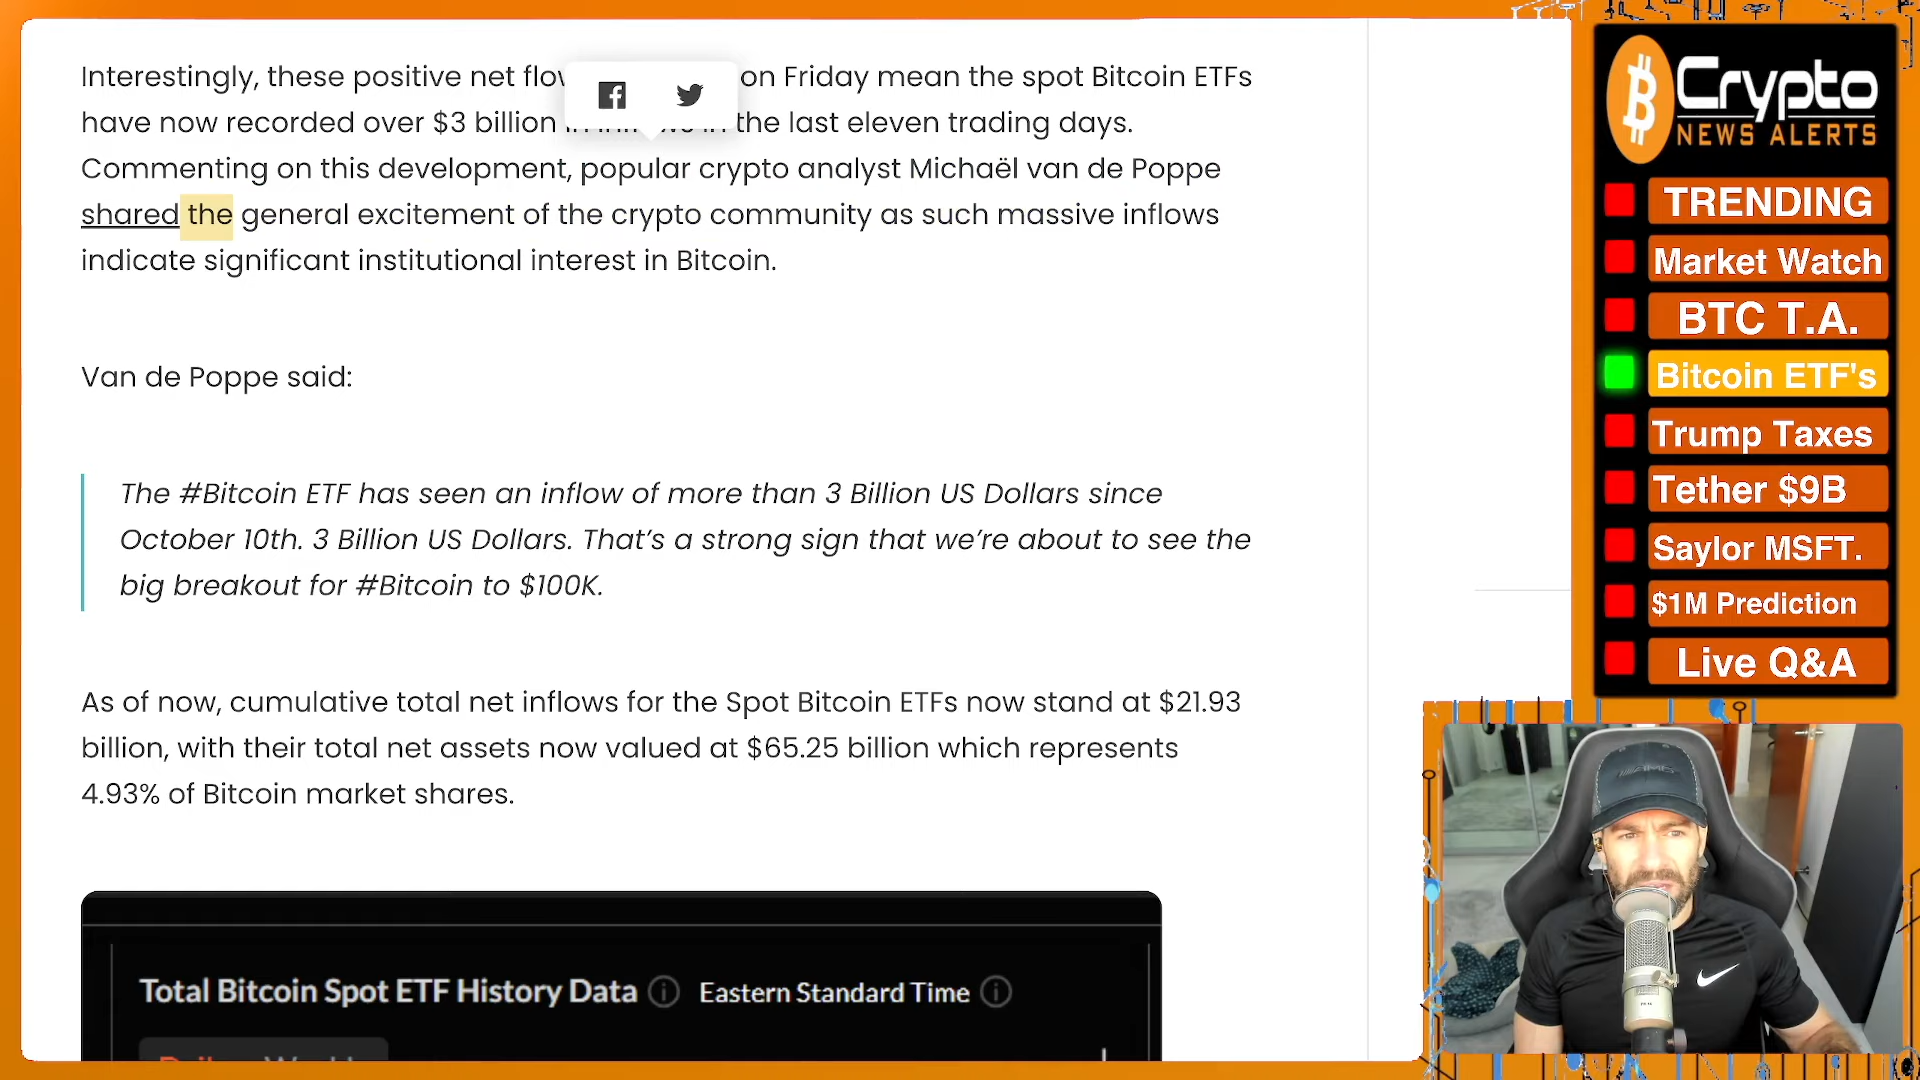 Interestingly, these positive net on Friday mean the spot Bitcoin ETFs
have now recorded over $3 billion the last eleven trading days.
Commenting on this development, popular crypto analyst Michaël van de Poppe
shared the general excitement of the crypto community as such massive inflows
indicate significant institutional interest in Bitcoin.
Van de Poppe said:
The #Bitcoin ETF has seen an inflow of more than 3 Billion US Dollars since
October 10th. 3 Billion US Dollars. That’s a strong sign that we’re about to see the
big breakout for #Bitcoin to $100K.
As of now, cumulative total net inflows for the Spot Bitcoin ETFs now stand at $21.93
billion, with their total net assets now valued at $65.25 billion which represents
4.93% of Bitcoin market shares.
Total Bitcoin Spot ETF History Data Eastern Standard Time
Crypto
NEWS ALERTS
TRENDING
Market Watch
BTC T.A.
Bitcoin ETF's
Trump Taxes
Tether $9B
Saylor MSFT.
$1M Prediction
Live Q&A